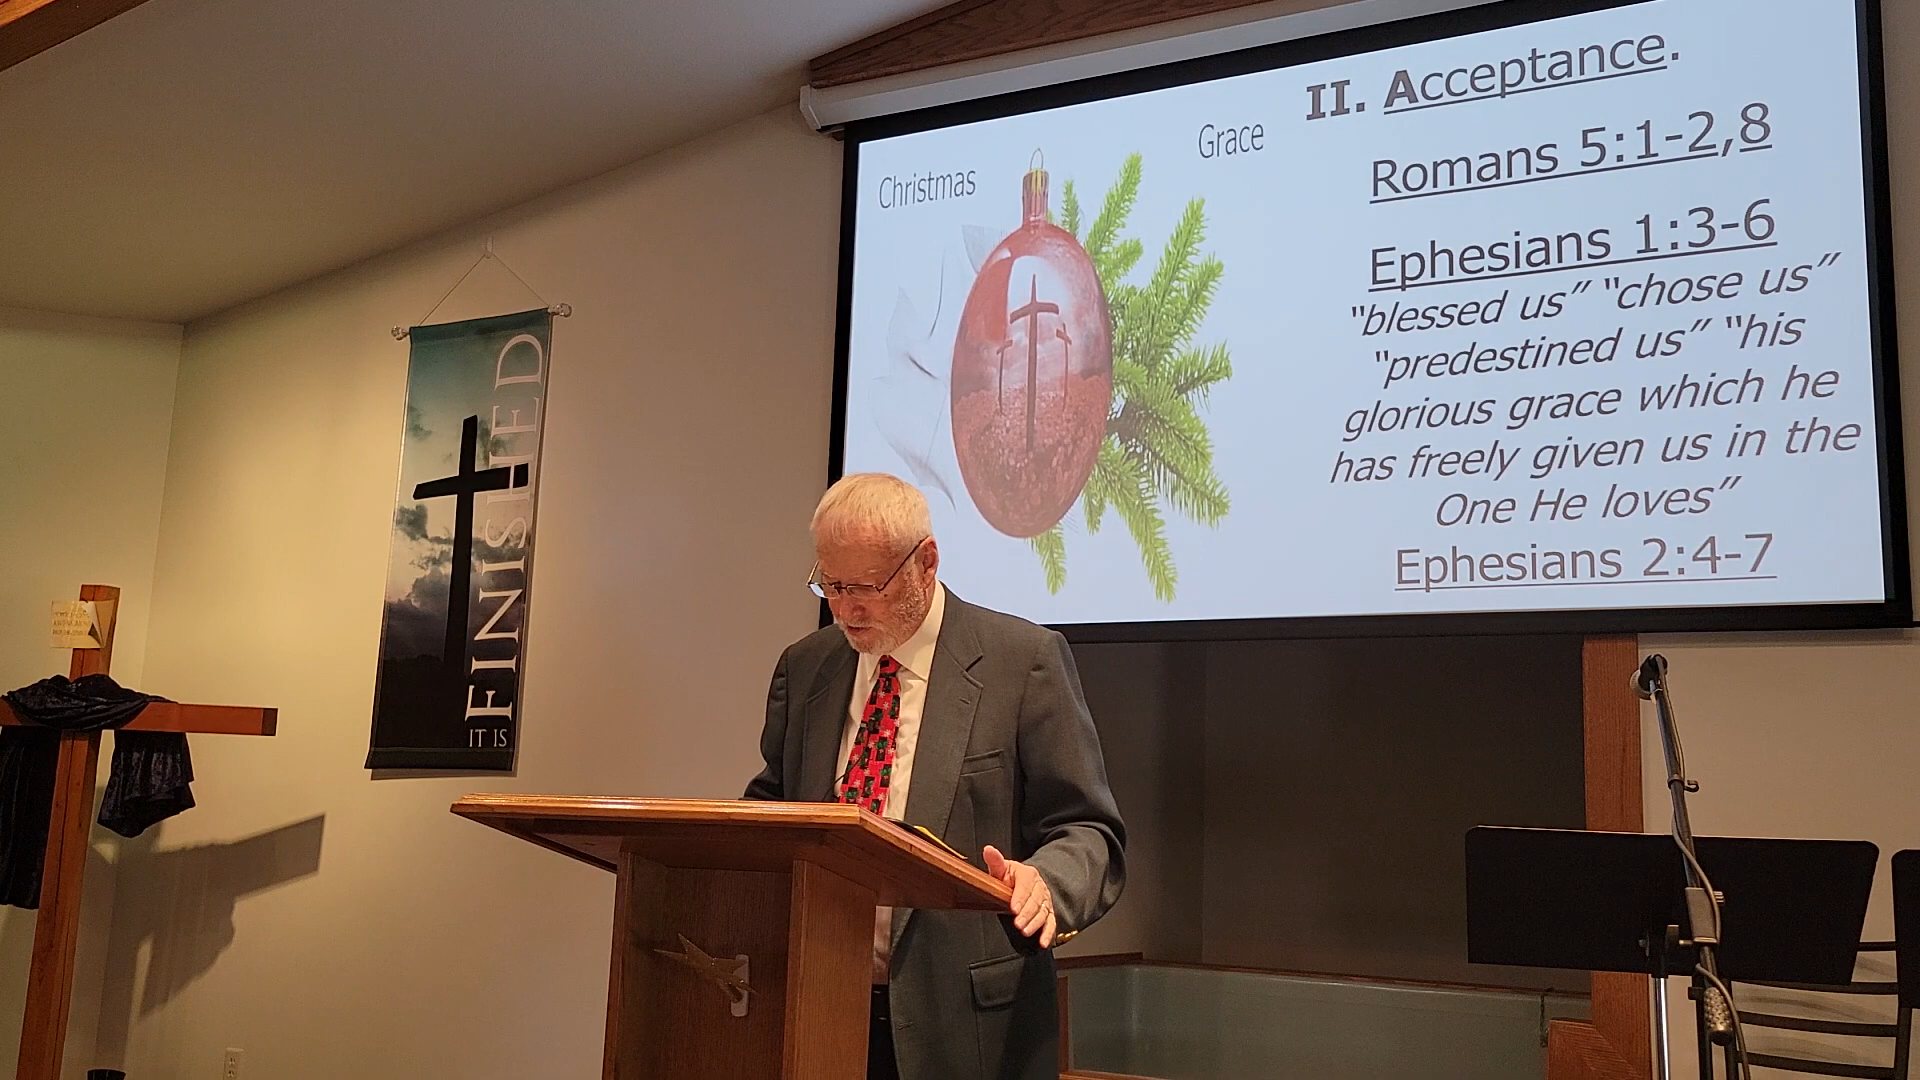 II. Acceptance.
Grace
Christmas
Romans 5:1-2,8
Ephesians 1:3-6
“blessed us” “chose us”
“predestined us” “his
glorious grace which he
has freely given us in the
One He loves”
Ephesians 2:4-7
IT IS
FINISHED